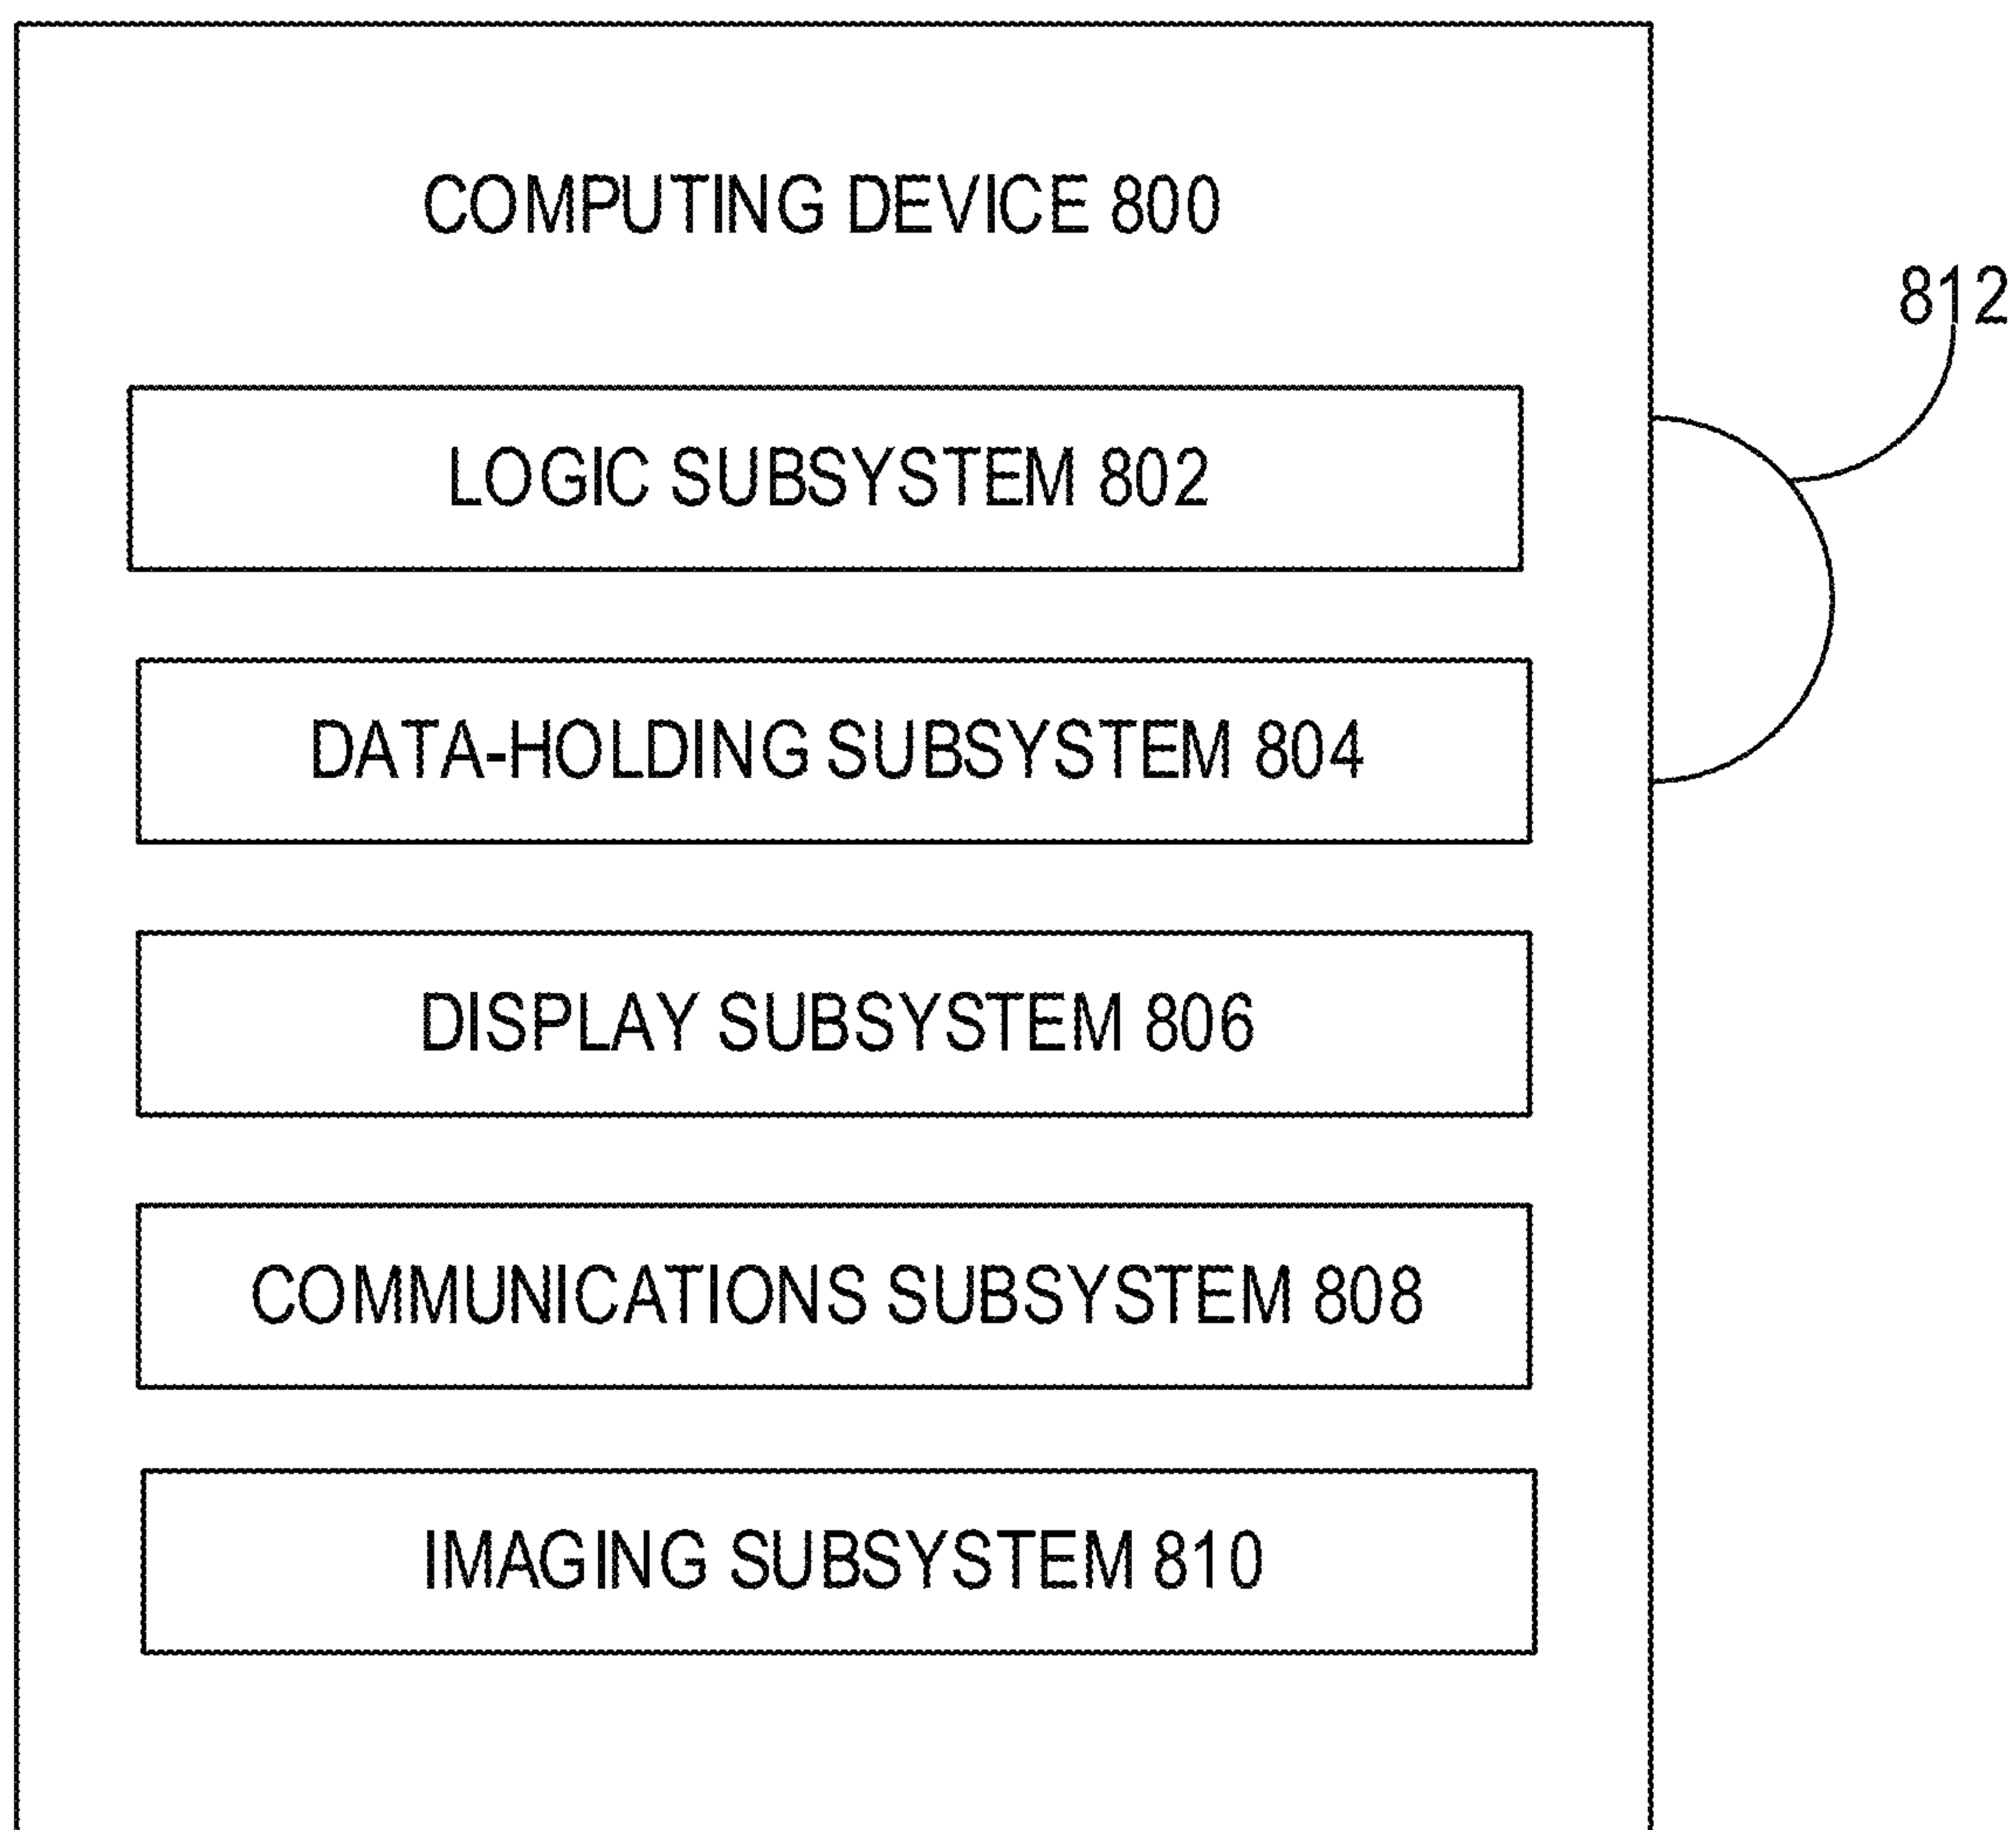 COMPUTING DEVICE 800
812
LOGIC SUBSYSTEM 802
DATA-HOLDING SUBSYSTEM 804
DISPLAY SUBSYSTEM 806
COMMUNICATIONS SUBSYSTEM 808
IMAGING SUBSYSTEM 810